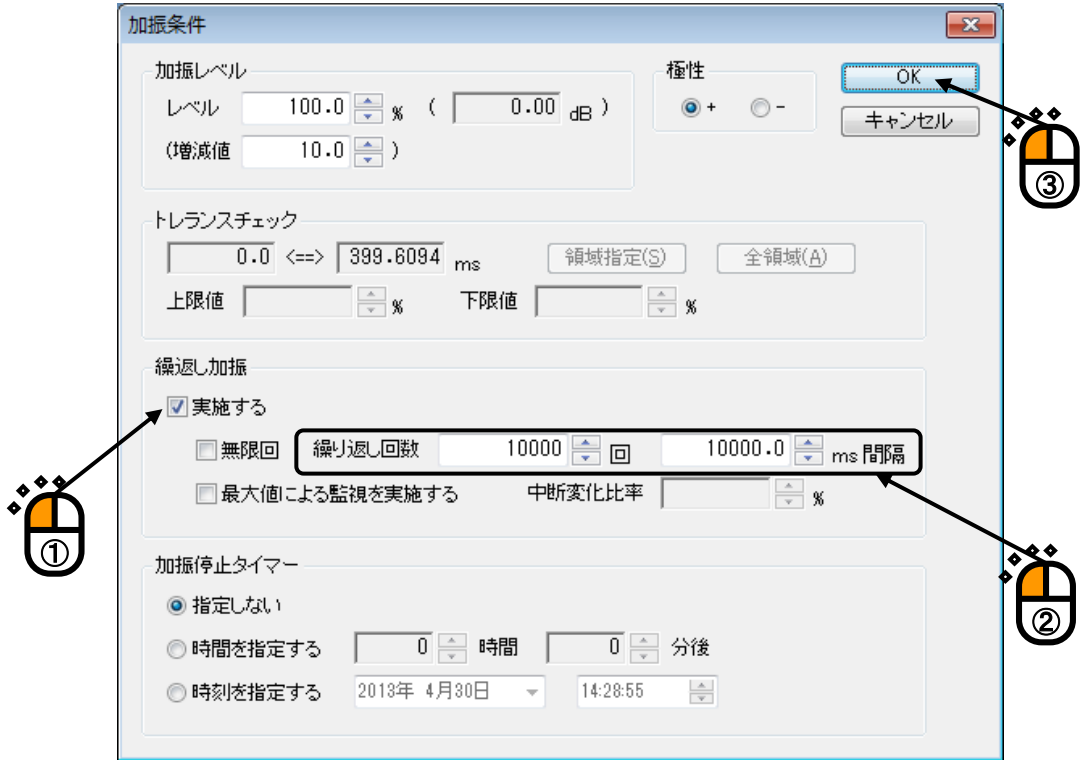 加振条件
加振レベル
レベル 100.0 % ( 0.00 dB )
(増減値 10.0 )
極性
+ -
OK
キャンセル
③
トレランスチェック
0.0 <==> 399.6094 ms 領域指定(S) 全領域(A)
上限値 % 下限値 %
繰返し加振
実施する
無限回 繰り返し回数 10000 回 10000.0 ms 間隔
最大値による監視を実施する 中断変化比率 %
①
②
加振停止タイマー
指定しない
時間を指定する 0 時間 0 分後
時刻を指定する 2013年 4月30日 14:28:55